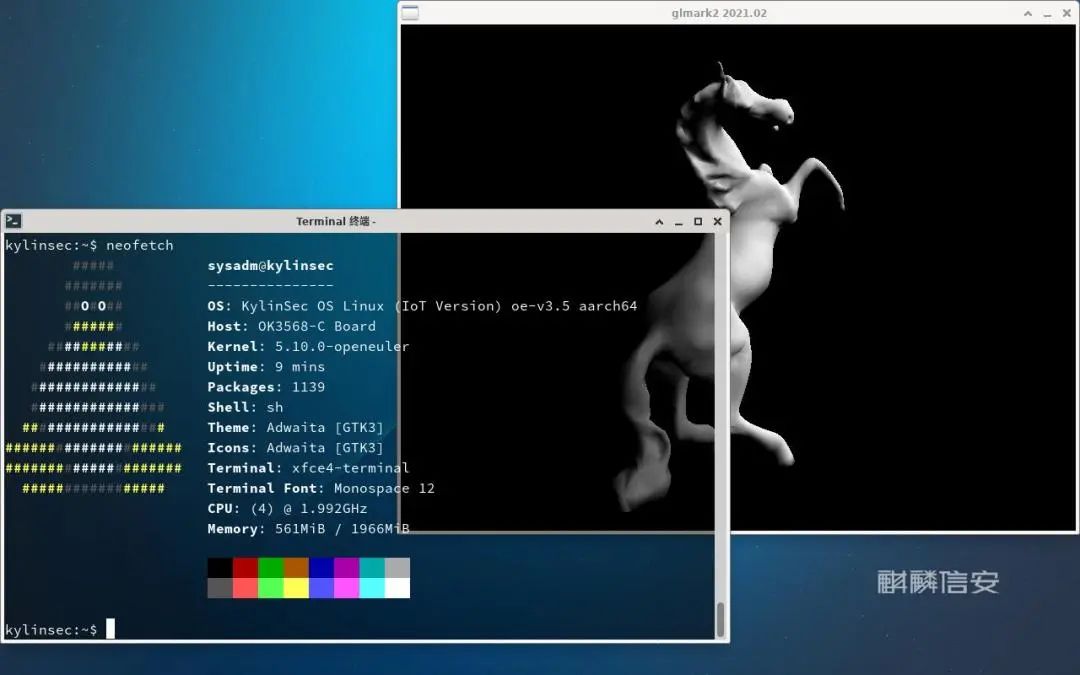 glmark2 2021.02
Terminal 终端 -
kylinsec:~$ neofetch
#####
#######
##O#O##
#######
###########
#############
###############
################
###################
#####################
#####################
#################
sysadm@kylinsec
---------------
OS: KylinSec OS Linux (IoT Version) oe-v3.5 aarch64
Host: OK3568-C Board
Kernel: 5.10.0-openeuler
Uptime: 9 mins
Packages: 1139
Shell: sh
Theme: Adwaita [GTK3]
Icons: Adwaita [GTK3]
Terminal: xfce4-terminal
Terminal Font: Monospace 12
CPU: (4) @ 1.992GHz
Memory: 561MiB / 1966MiB
kylinsec:~$
麒麟信安